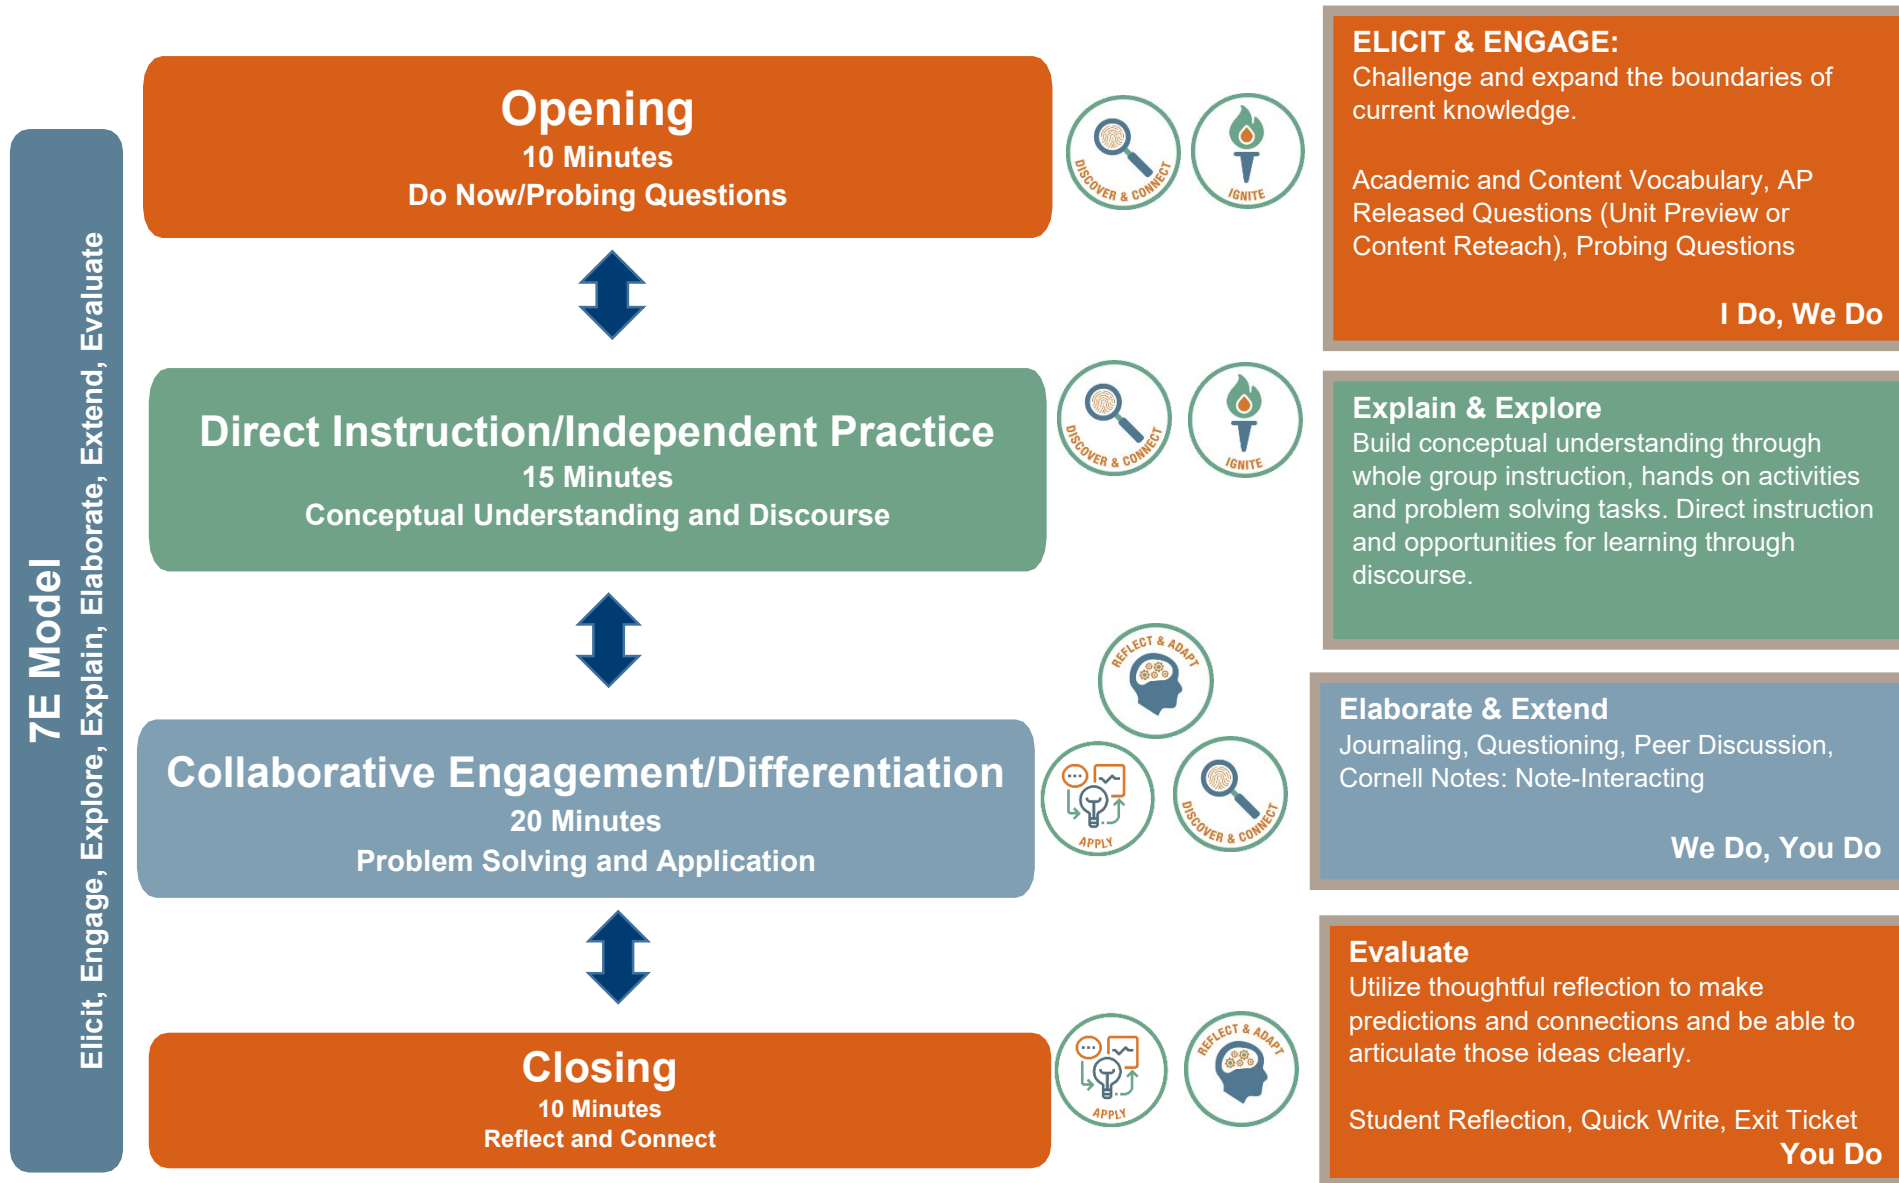 7E Model
Elicit, Engage, Explore, Explain, Elaborate, Extend, Evaluate
Opening
10 Minutes
Do Now/Probing Questions
DISCOVER & CONNECT
IGNITE
ELICIT & ENGAGE:
Challenge and expand the boundaries of
current knowledge.
Academic and Content Vocabulary, AP
Released Questions (Unit Preview or
Content Reteach), Probing Questions
I Do, We Do
Direct Instruction/Independent Practice
15 Minutes
Conceptual Understanding and Discourse
DISCOVER & CONNECT
IGNITE
Explain & Explore
Build conceptual understanding through
whole group instruction, hands on activities
and problem solving tasks. Direct instruction
and opportunities for learning through
discourse.
Collaborative Engagement/Differentiation
20 Minutes
Problem Solving and Application
REFLECT & ADAPT
APPLY
DISCOVER & CONNECT
Elaborate & Extend
Journaling, Questioning, Peer Discussion,
Cornell Notes: Note-Interacting
We Do, You Do
Closing
10 Minutes
Reflect and Connect
APPLY
REFLECT & ADAPT
Evaluate
Utilize thoughtful reflection to make
predictions and connections and be able to
articulate those ideas clearly.
Student Reflection, Quick Write, Exit Ticket
You Do